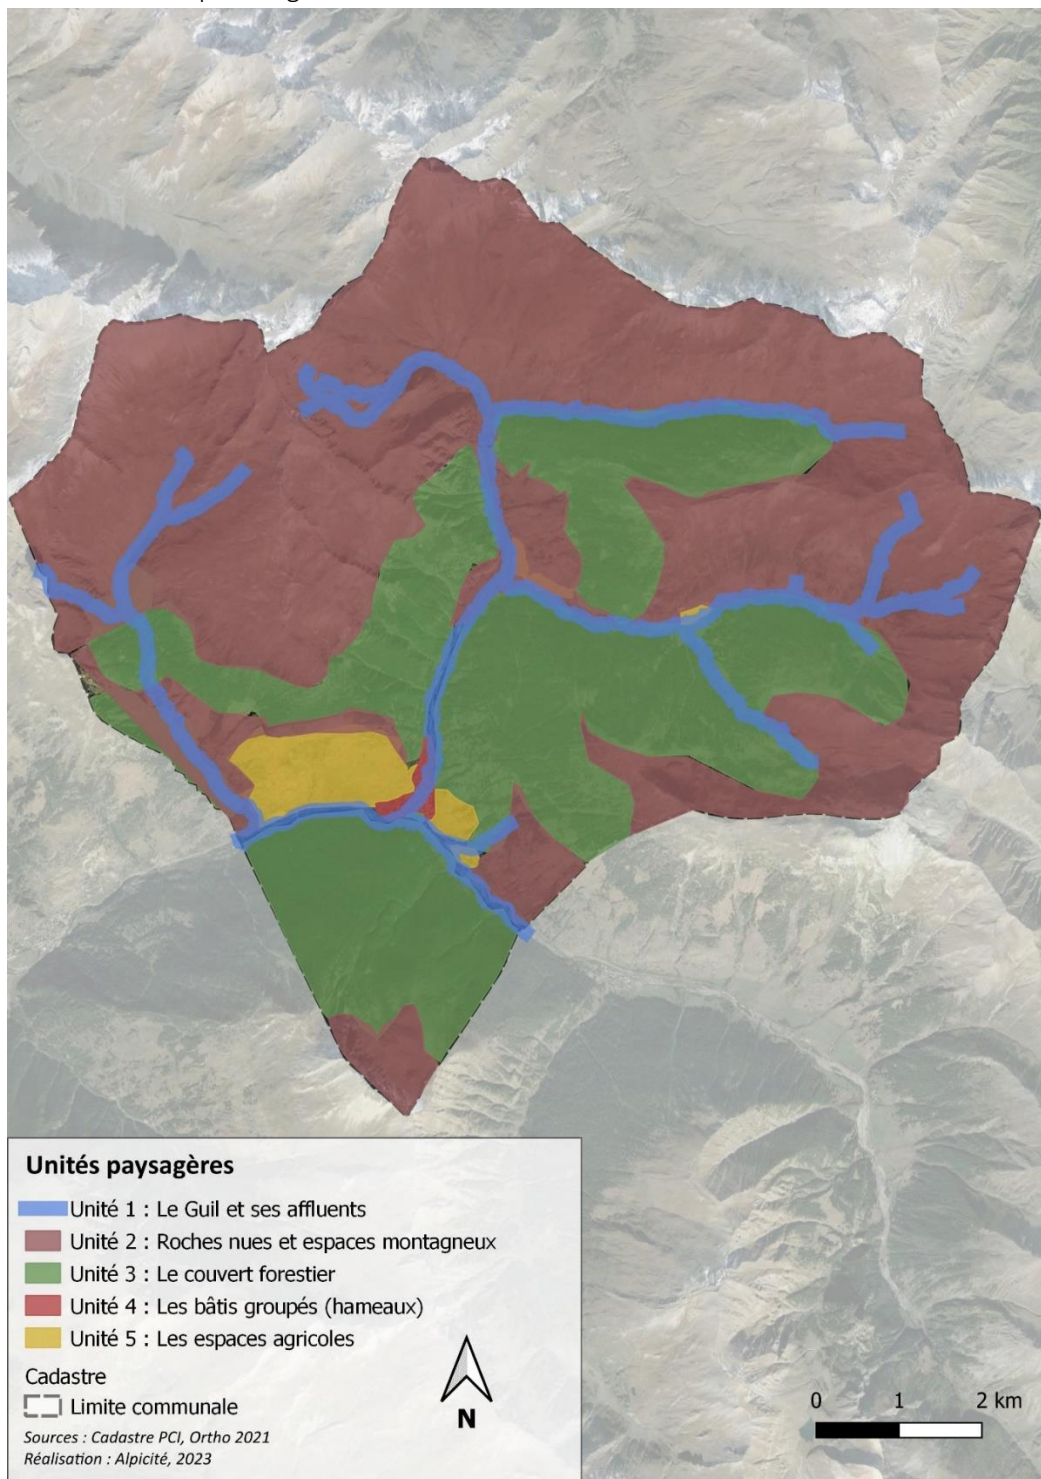 Unités paysagères
Unité 1 : Le Guil et ses affluents
Unité 2 : Roches nues et espaces montagneux
Unité 3 : Le couvert forestier
Unité 4 : Les bâtis groupés (hameaux)
Unité 5 : Les espaces agricoles
Cadastre
Limite communale
Sources : Cadastre PCI, Ortho 2021
Réalisation : Alpicité, 2023
N
0 1 2 km